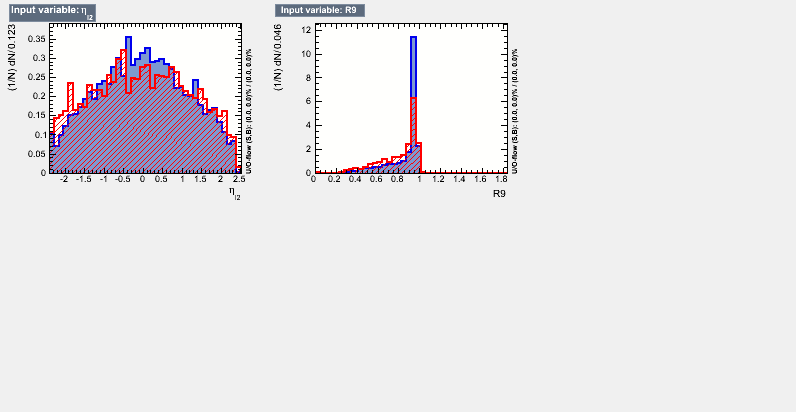 Input variable: η l2
(1/N) dN/0.123
0.35
0.3
0.25
0.2
0.15
0.1
0.05
0
-2 -1.5 -1 -0.5 0 0.5 1 1.5 2 2.5
η l2
U/O-flow (S,B): (0.0, 0.0)% / (0.0, 0.0)%
Input variable: R9
(1/N) dN/0.046
12
10
8
6
4
2
0
0 0.2 0.4 0.6 0.8 1 1.2 1.4 1.6 1.8
R9
U/O-flow (S,B): (0.0, 0.0)% / (0.0, 0.0)%